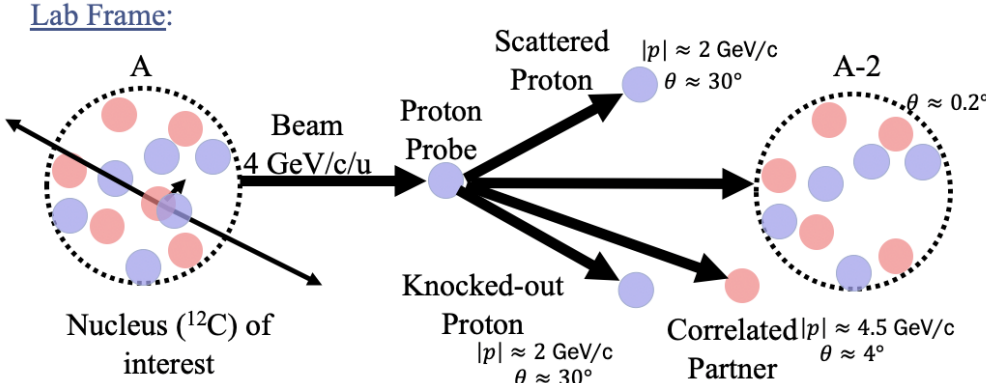 Lab Frame:
A
Beam
4 GeV/c/u
Proton
Probe
Scattered
Proton
|p| ≈ 2 GeV/c
θ ≈ 30°
A-2
θ ≈ 0.2°
Nucleus (¹²C) of
interest
Knocked-out
Proton
|p| ≈ 2 GeV/c
θ ≈ 30°
Correlated
Partner
|p| ≈ 4.5 GeV/c
θ ≈ 4°